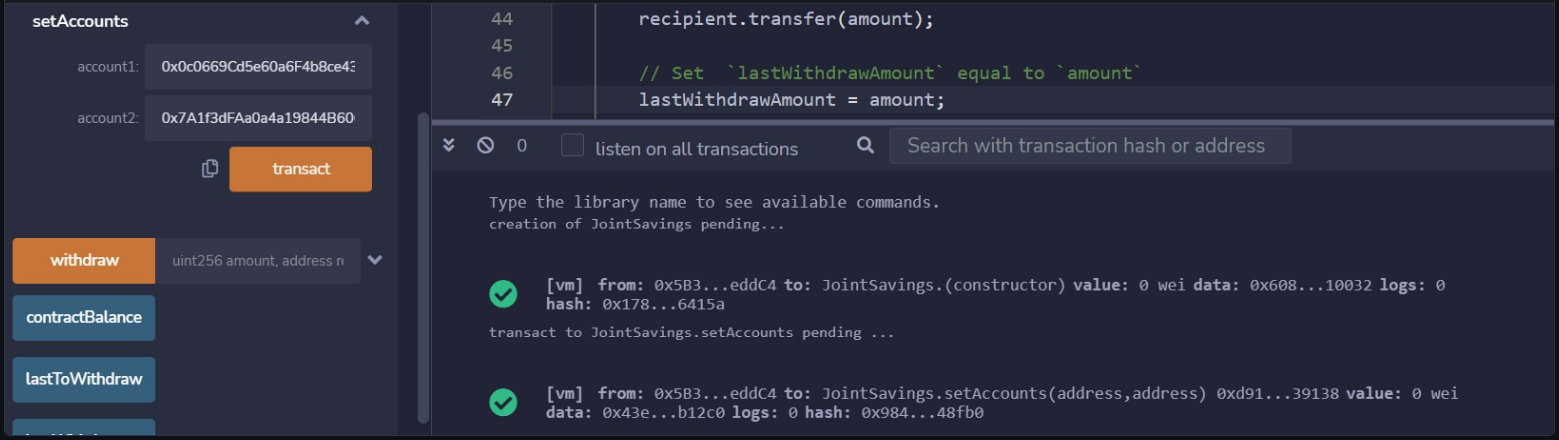 setAccounts
account1: 0x0c0669Cd5e60a6F4b8ce43
account2: 0x7A1f3dFAa0a4a19844B60
transact
withdraw uint256 amount, address re
contractBalance
lastToWithdraw
44 recipient.transfer(amount);
45
46 // Set  `lastWithdrawAmount` equal to `amount`
47 lastWithdrawAmount = amount;
0 listen on all transactions Search with transaction hash or address
Type the library name to see available commands.
creation of JointSavings pending...
[vm] from: 0x5B3...eddC4 to: JointSavings.(constructor) value: 0 wei data: 0x608...10032 logs: 0
hash: 0x178...6415a
transact to JointSavings.setAccounts pending ...
[vm] from: 0x5B3...eddC4 to: JointSavings.setAccounts(address,address) 0xd91...39138 value: 0 wei
data: 0x43e...b12c0 logs: 0 hash: 0x984...48fb0